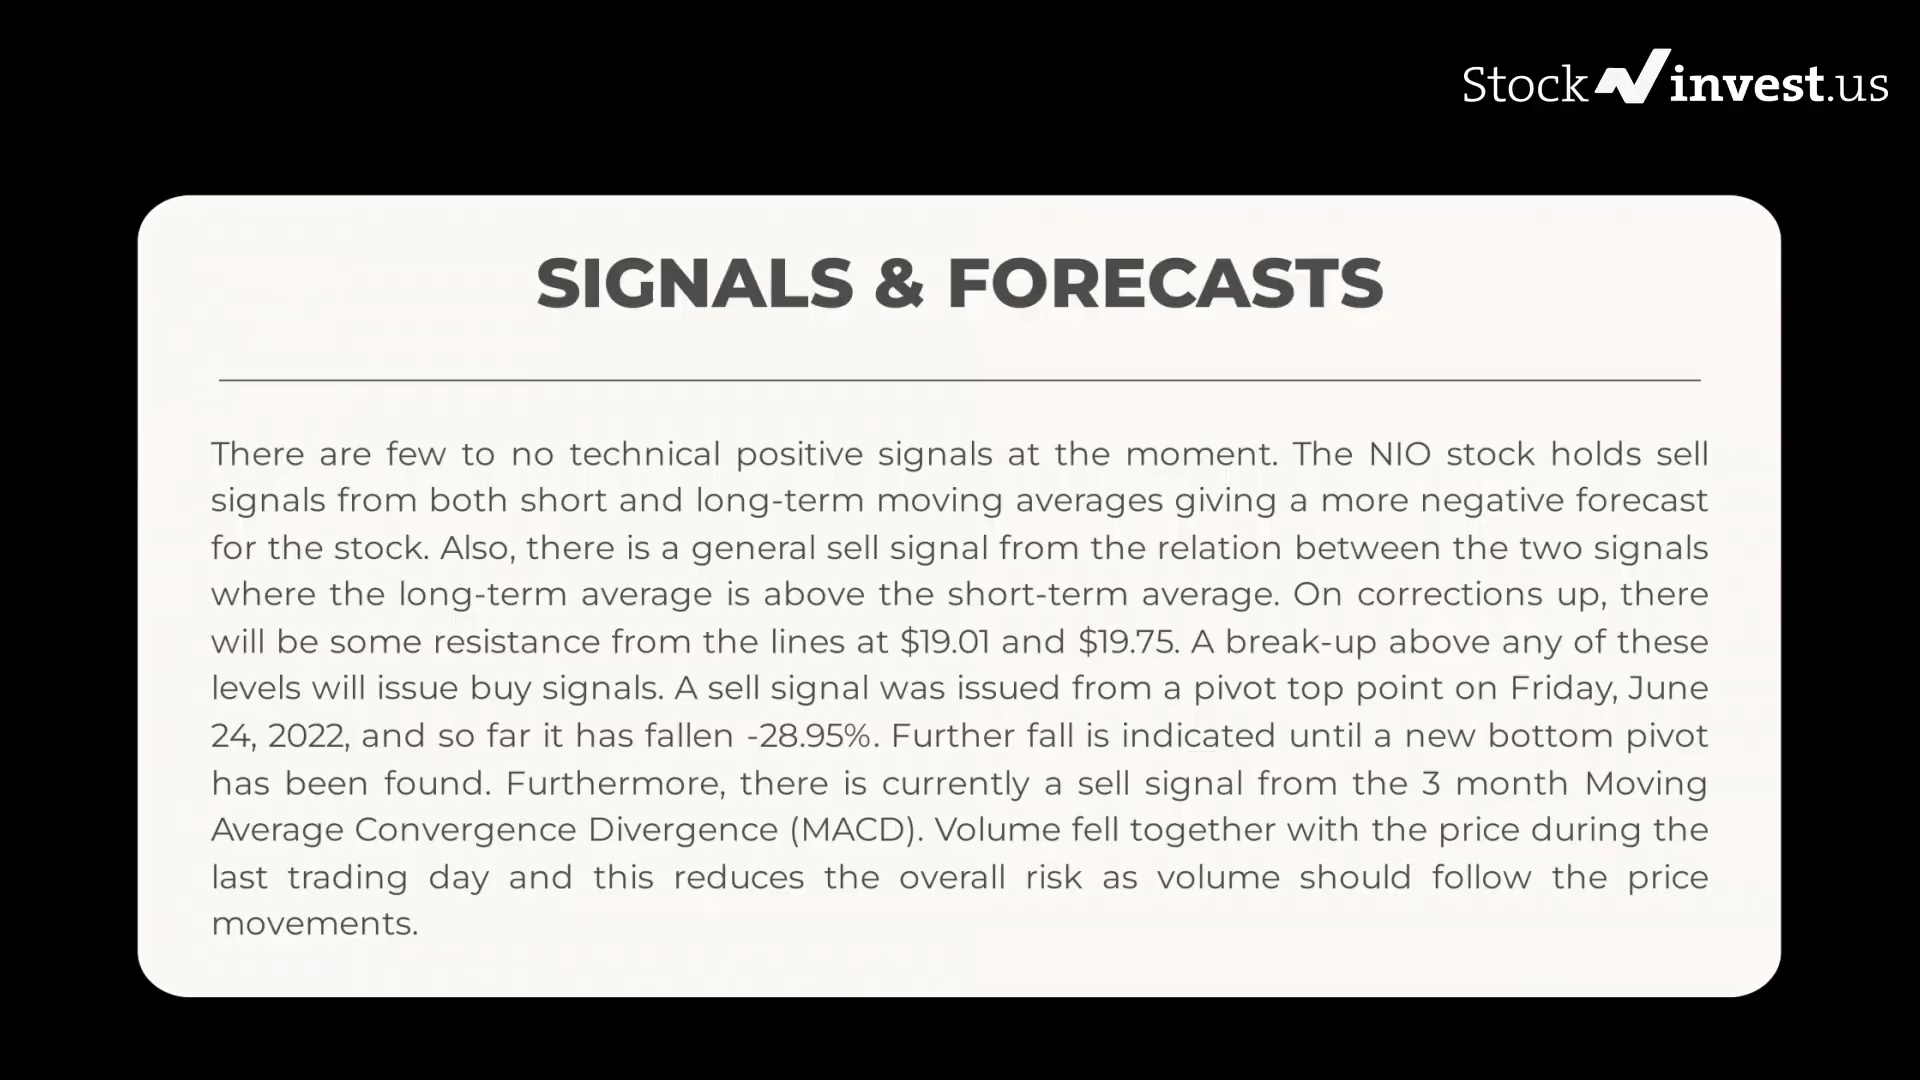 Stock invest.us
SIGNALS & FORECASTS
There are few to no technical positive signals at the moment. The NIO stock holds sell
signals from both short and long-term moving averages giving a more negative forecast
for the stock. Also, there is a general sell signal from the relation between the two signals
where the long-term average is above the short-term average. On corrections up, there
will be some resistance from the lines at $19.01 and $19.75. A break-up above any of these
levels will issue buy signals. A sell signal was issued from a pivot top point on Friday, June
24, 2022, and so far it has fallen -28.95%. Further fall is indicated until a new bottom pivot
has been found. Furthermore, there is currently a sell signal from the 3 month Moving
Average Convergence Divergence (MACD). Volume fell together with the price during the
last trading day and this reduces the overall risk as volume should follow the price
movements.